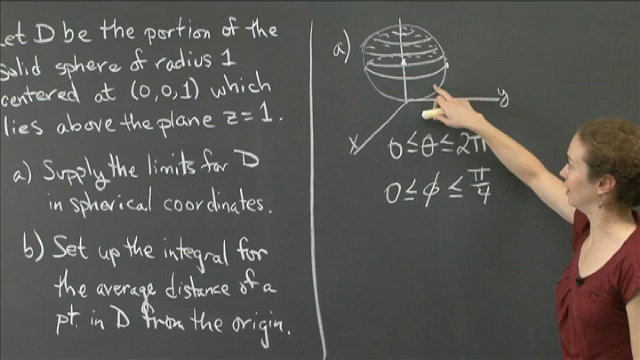 Let D be the portion of the
solid sphere of radius 1
centered at (0,0,1) which
lies above the plane z=1.
a) Supply the limits for D
in spherical coordinates.
b) Set up the integral for
the average distance of a
pt. in D from the origin.
a)
y
x
0≤θ≤2π
0≤ϕ≤π/4